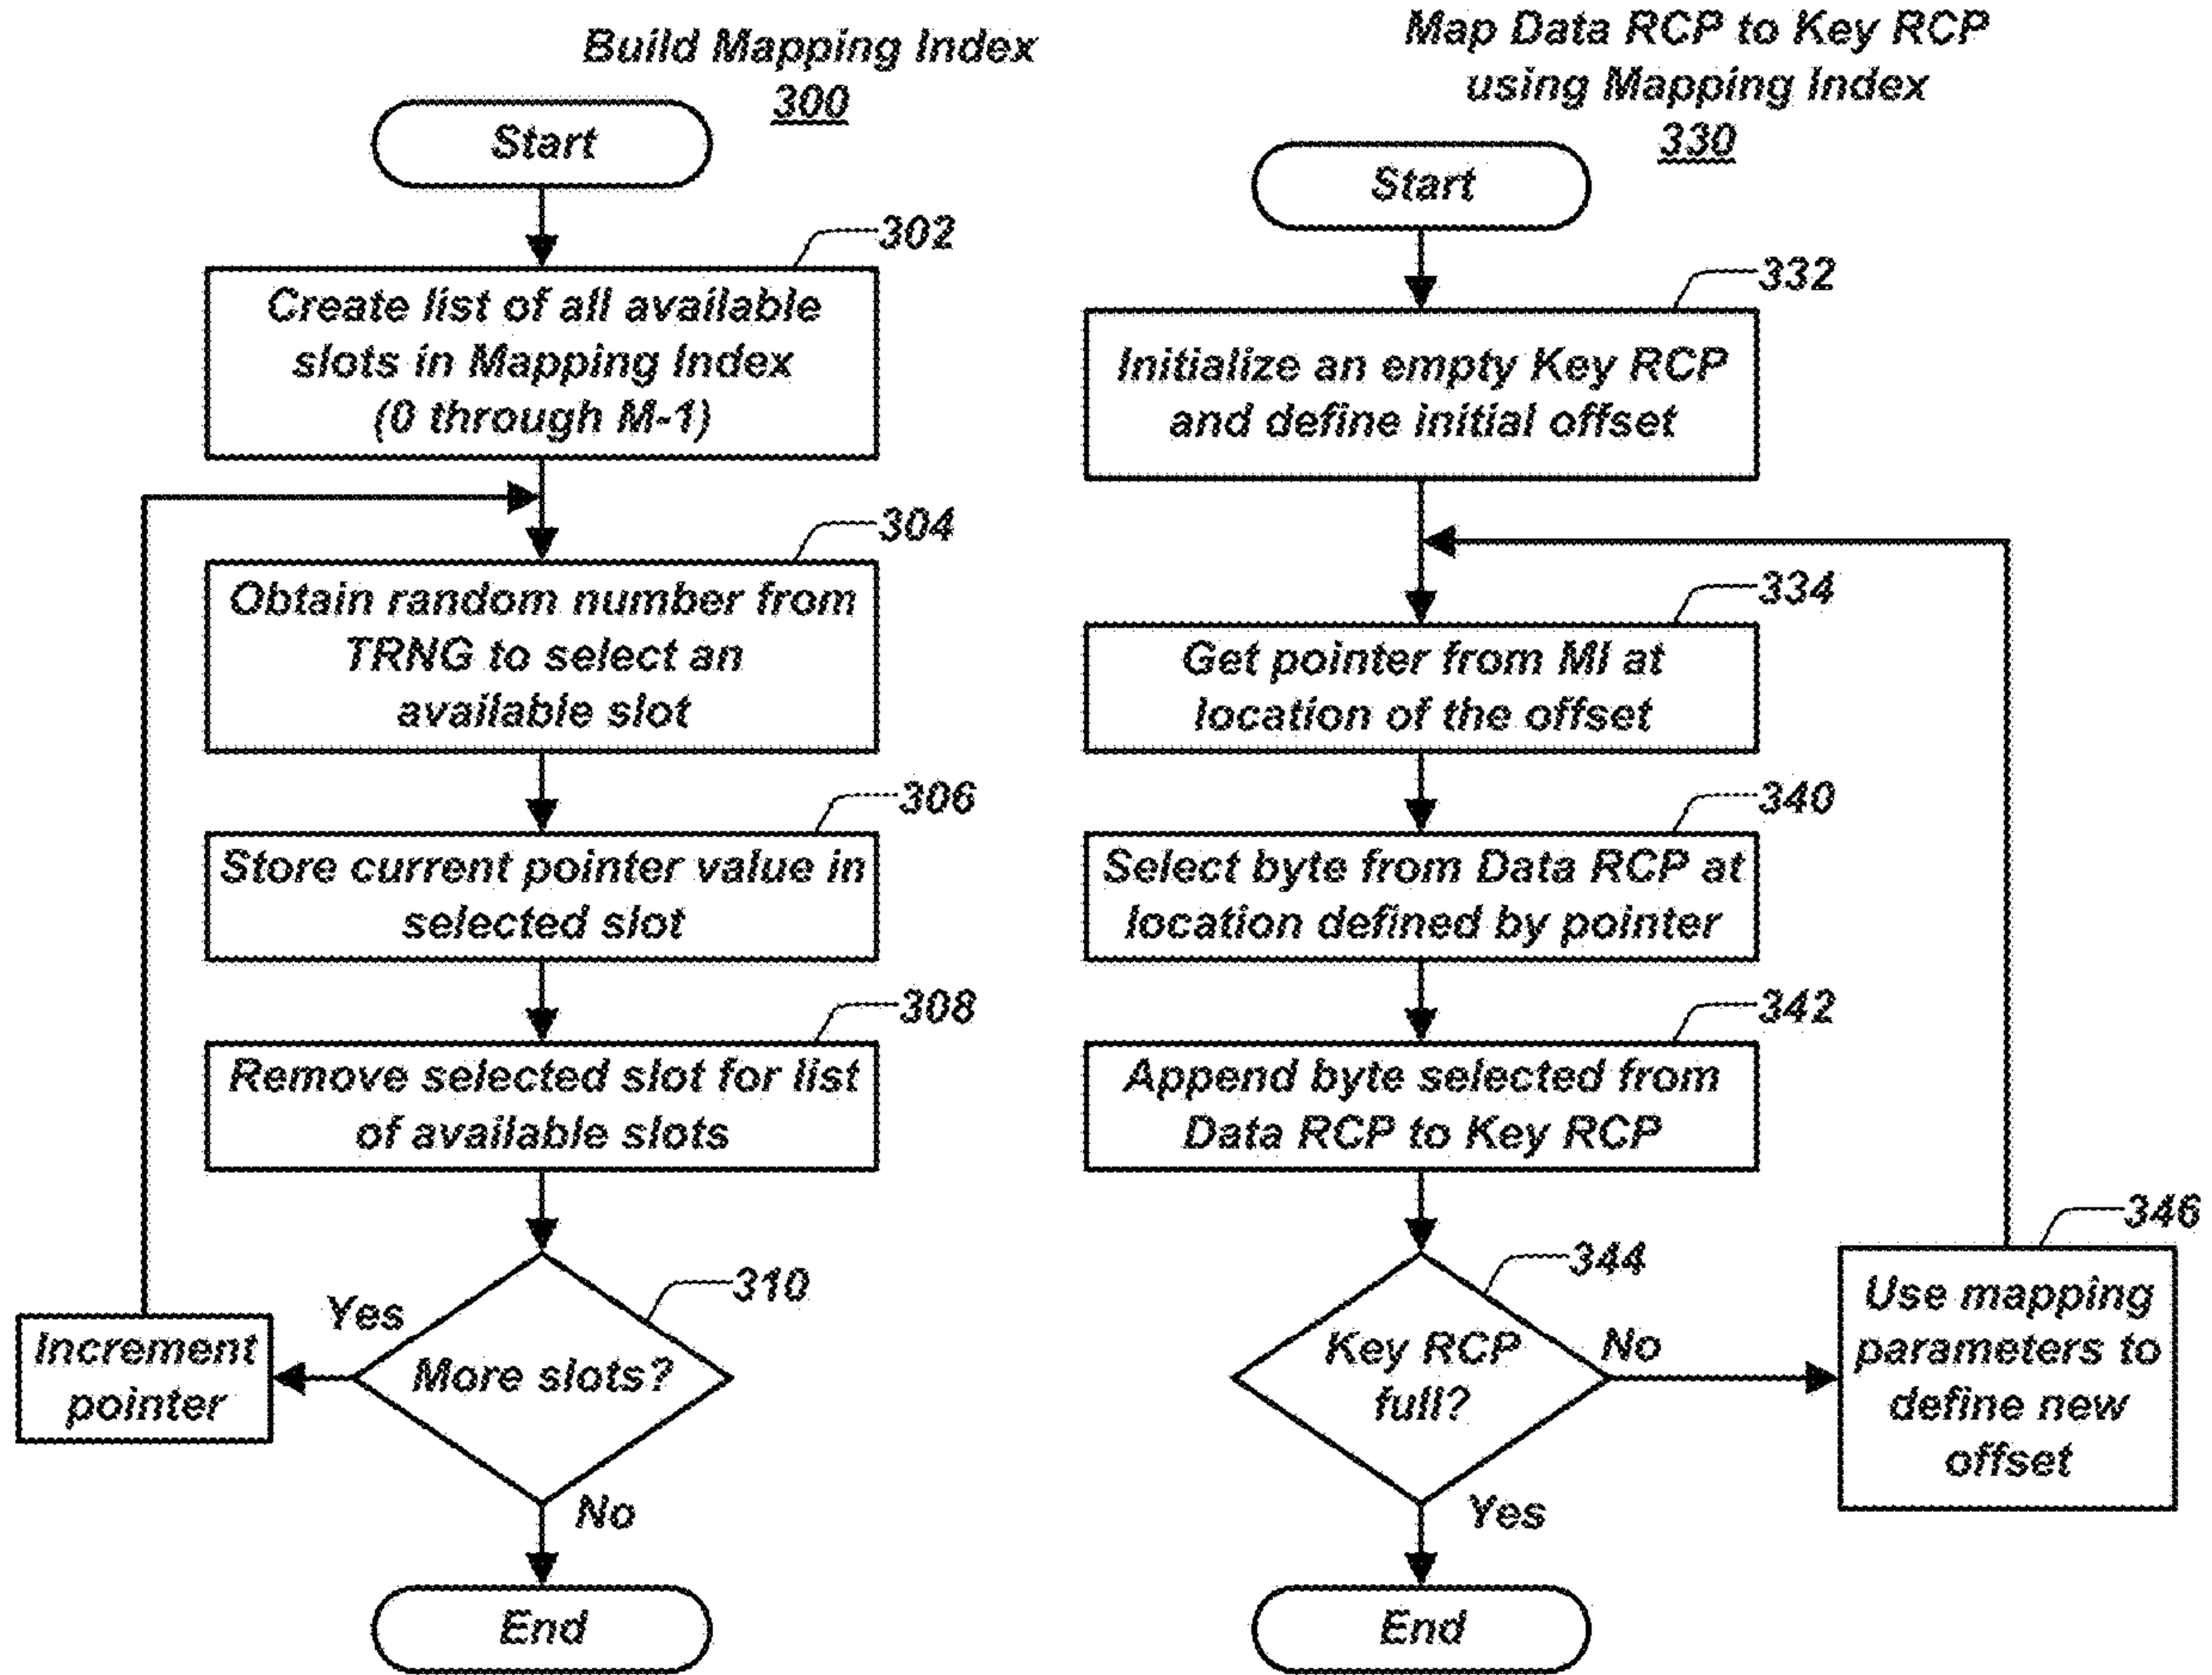 Build Mapping Index
300
Start
302
Create list of all available
slots in Mapping Index
(0 through M-1)
304
Obtain random number from
TRNG to select an
available slot
306
Store current pointer value in
selected slot
308
Remove selected slot for list
of available slots
310
More slots?
Yes
Increment
pointer
No
End
Map Data RCP to Key RCP
using Mapping Index
330
Start
332
Initialize an empty Key RCP
and define initial offset
334
Get pointer from MI at
location of the offset
340
Select byte from Data RCP at
location defined by pointer
342
Append byte selected from
Data RCP to Key RCP
344
Key RCP
full?
No
346
Use mapping
parameters to
define new
offset
Yes
End